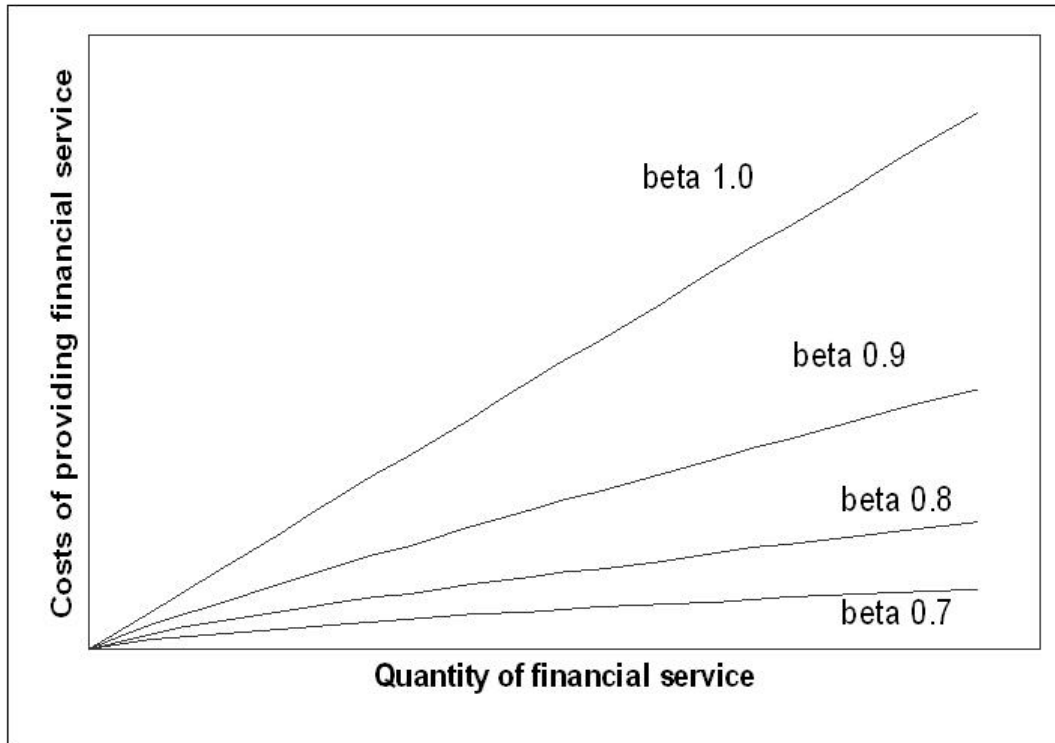 Costs of providing financial service
beta 1.0
beta 0.9
beta 0.8
beta 0.7
Quantity of financial service